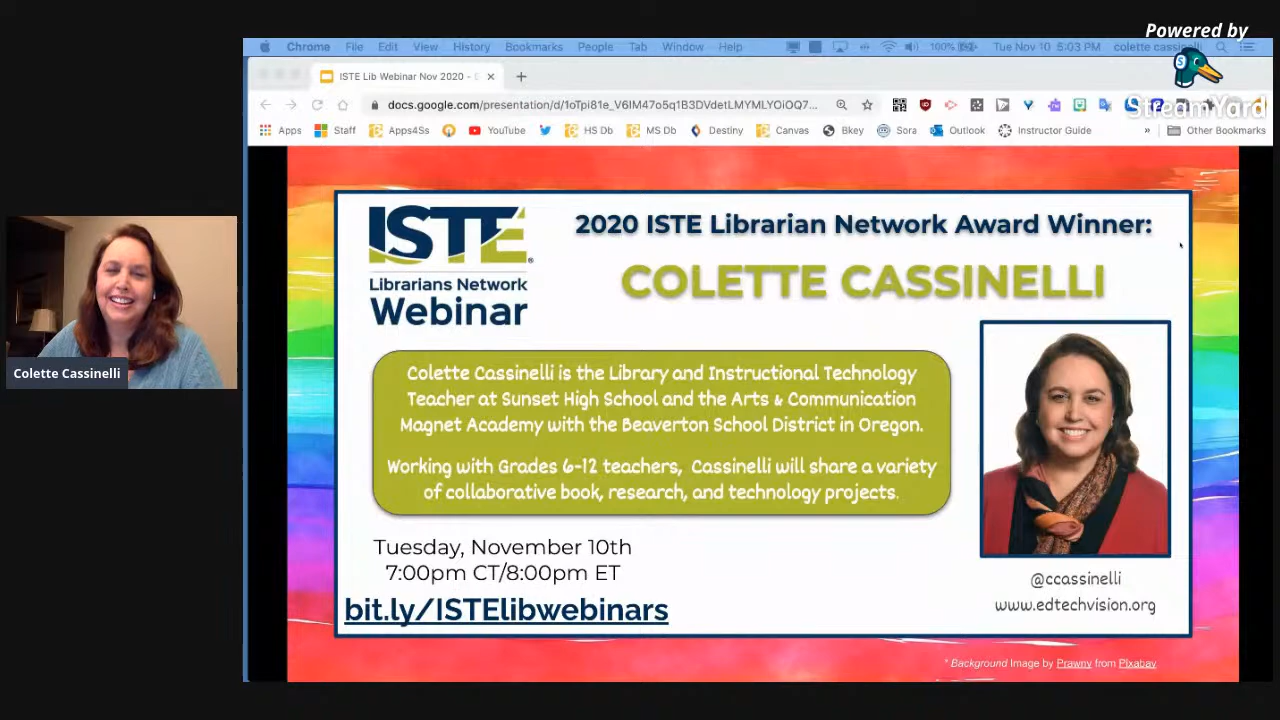 Powered by
StreamYard
Chrome File Edit View History Bookmarks People Tab Window Help 100% Tue Nov 10 5:03 PM colette cassinelli
ISTE Lib Webinar Nov 2020 -
docs.google.com/presentation/d/1oTpi81e_V6IM47o5q1B3DVdetLMYMLYOiOQ7...
Apps Staff Apps4Ss YouTube HS Db MS Db Destiny Canvas Bkey Sora Outlook Instructor Guide » Other Bookmarks
ISTE®
Librarians Network
Webinar
2020 ISTE Librarian Network Award Winner:
COLETTE CASSINELLI
Colette Cassinelli is the Library and Instructional Technology
Teacher at Sunset High School and the Arts & Communication
Magnet Academy with the Beaverton School District in Oregon.
Working with Grades 6-12 teachers, Cassinelli will share a variety
of collaborative book, research, and technology projects.
Tuesday, November 10th
7:00pm CT/8:00pm ET
bit.ly/ISTElibwebinars
@ccassinelli
www.edtechvision.org
* Background Image by Prawny from Pixabay
Colette Cassinelli